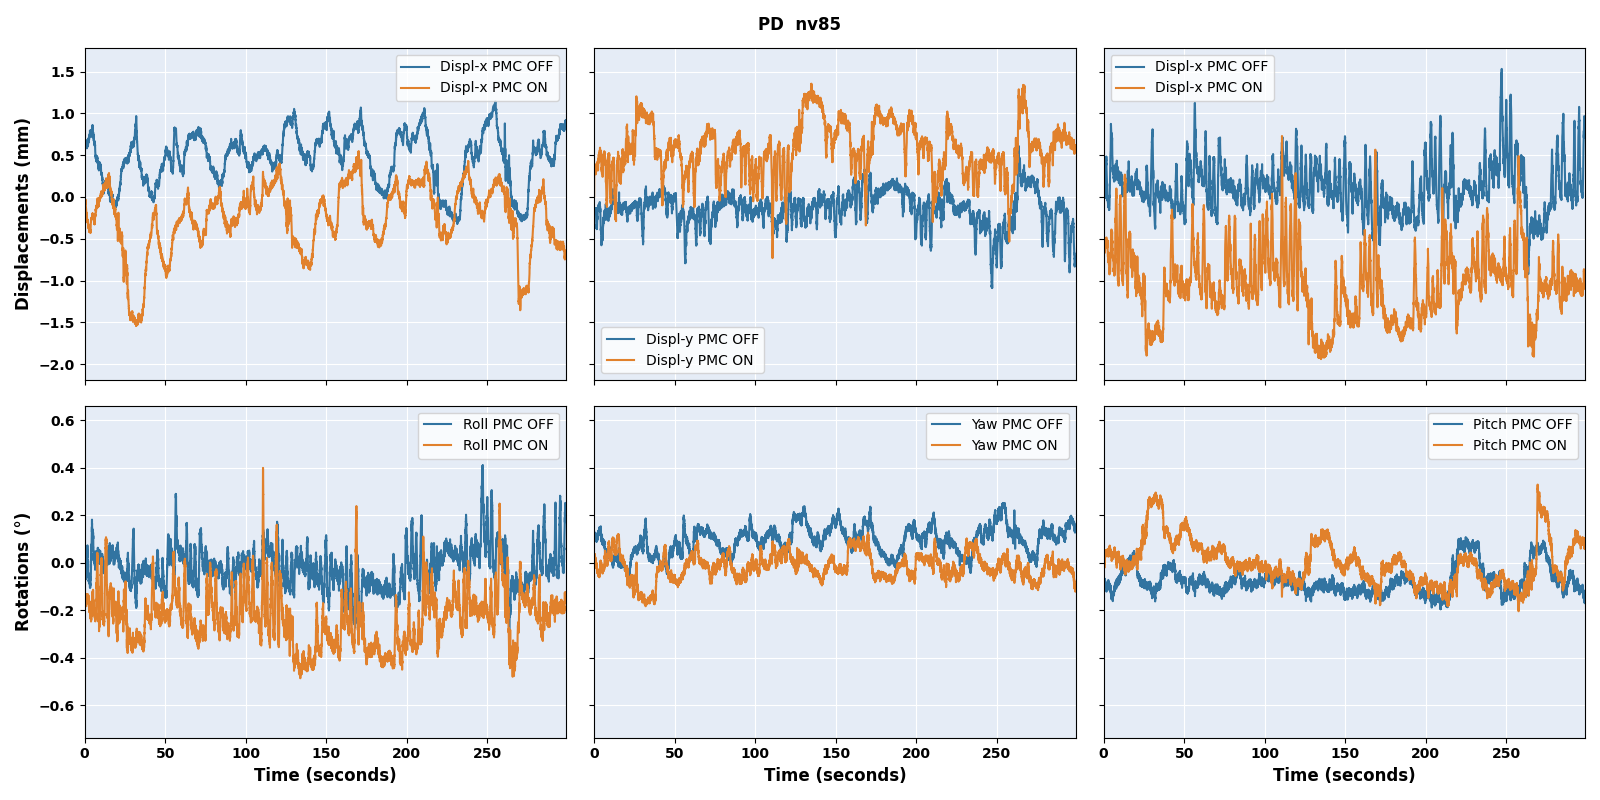 PD nv85
Displacements (mm)
1.5
1.0
0.5
0.0
−0.5
−1.0
−1.5
−2.0
Displ-x PMC OFF
Displ-x PMC ON
Displ-y PMC OFF
Displ-y PMC ON
Displ-x PMC OFF
Displ-x PMC ON
Rotations (°)
0.6
0.4
0.2
0.0
−0.2
−0.4
−0.6
Roll PMC OFF
Roll PMC ON
Yaw PMC OFF
Yaw PMC ON
Pitch PMC OFF
Pitch PMC ON
0 50 100 150 200 250
0 50 100 150 200 250
0 50 100 150 200 250
Time (seconds)
Time (seconds)
Time (seconds)